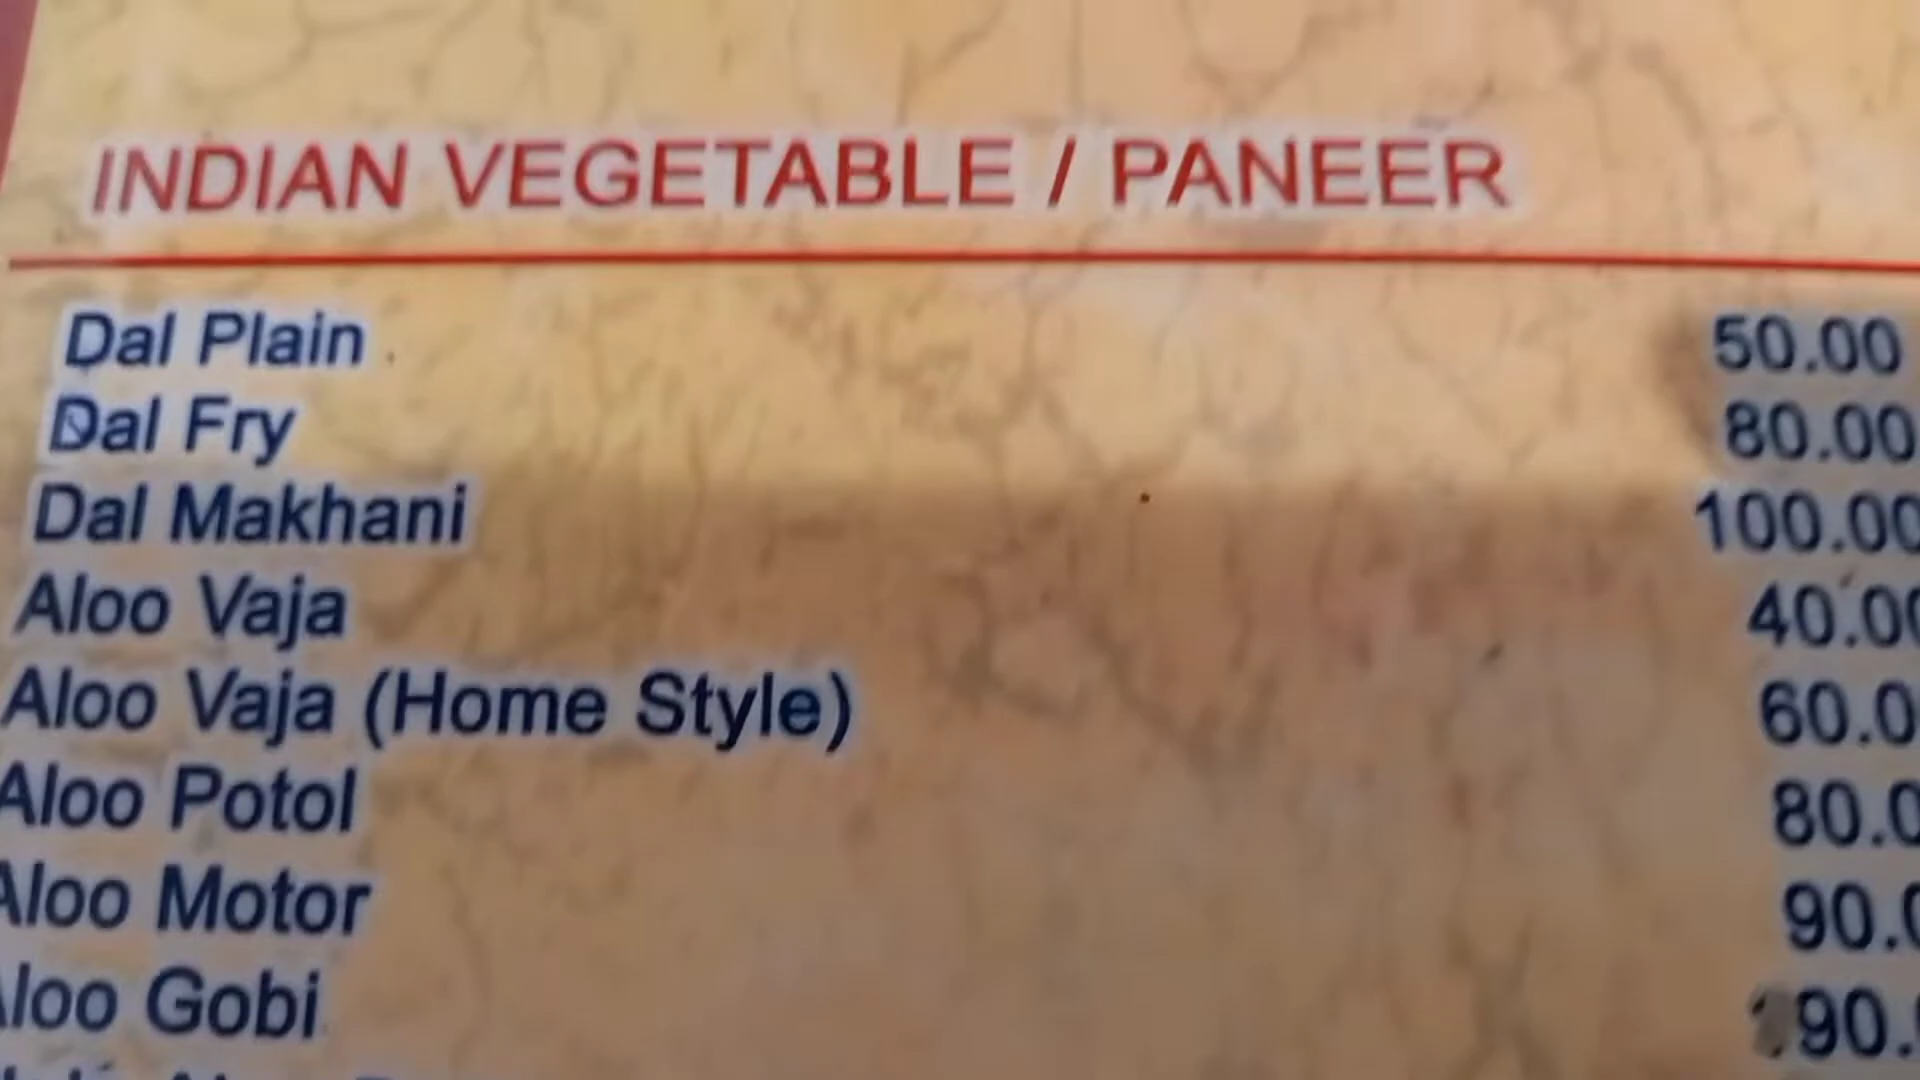 INDIAN VEGETABLE / PANEER
Dal Plain 50.00
Dal Fry 80.00
Dal Makhani 100.00
Aloo Vaja 40.00
Aloo Vaja (Home Style) 60.0
Aloo Potol 80.0
Aloo Motor 90.0
Aloo Gobi 90.